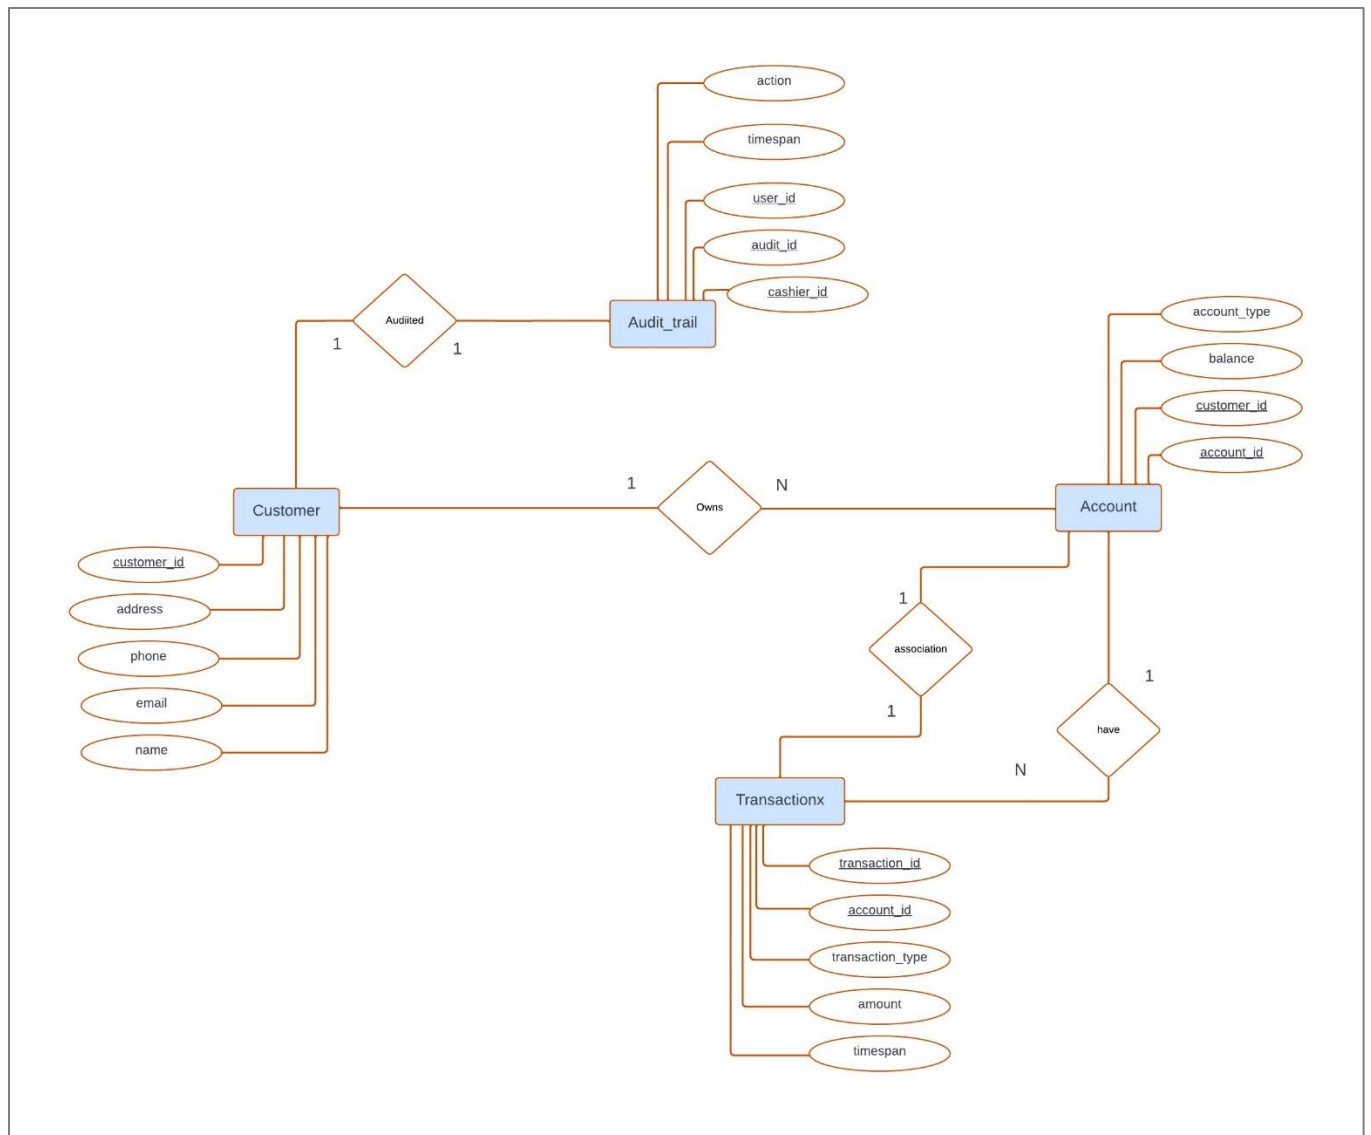 action
timespan
user_id
audit_id
cashier_id
Audiited
Audit_trail
1
1
account_type
balance
customer_id
account_id
Customer
1
Owns
N
Account
customer_id
address
phone
email
name
1
association
1
1
have
N
Transactionx
transaction_id
account_id
transaction_type
amount
timespan